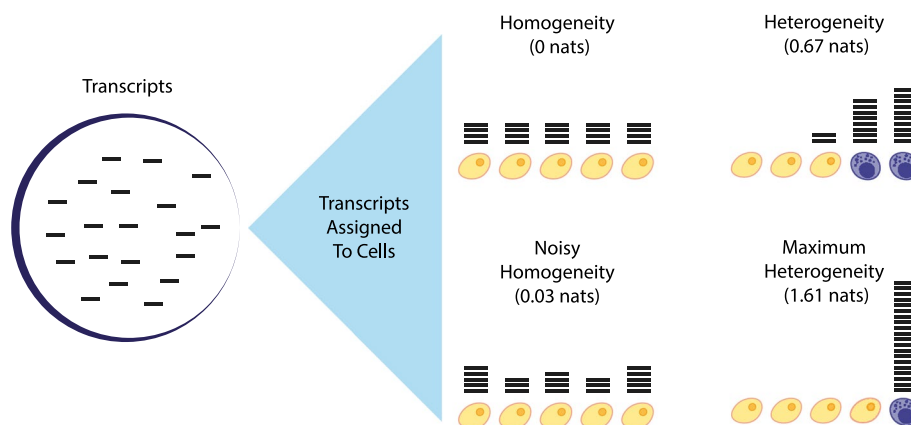 Transcripts
Transcripts
Assigned
To Cells
Homogeneity
(0 nats)
Heterogeneity
(0.67 nats)
Noisy
Homogeneity
(0.03 nats)
Maximum
Heterogeneity
(1.61 nats)